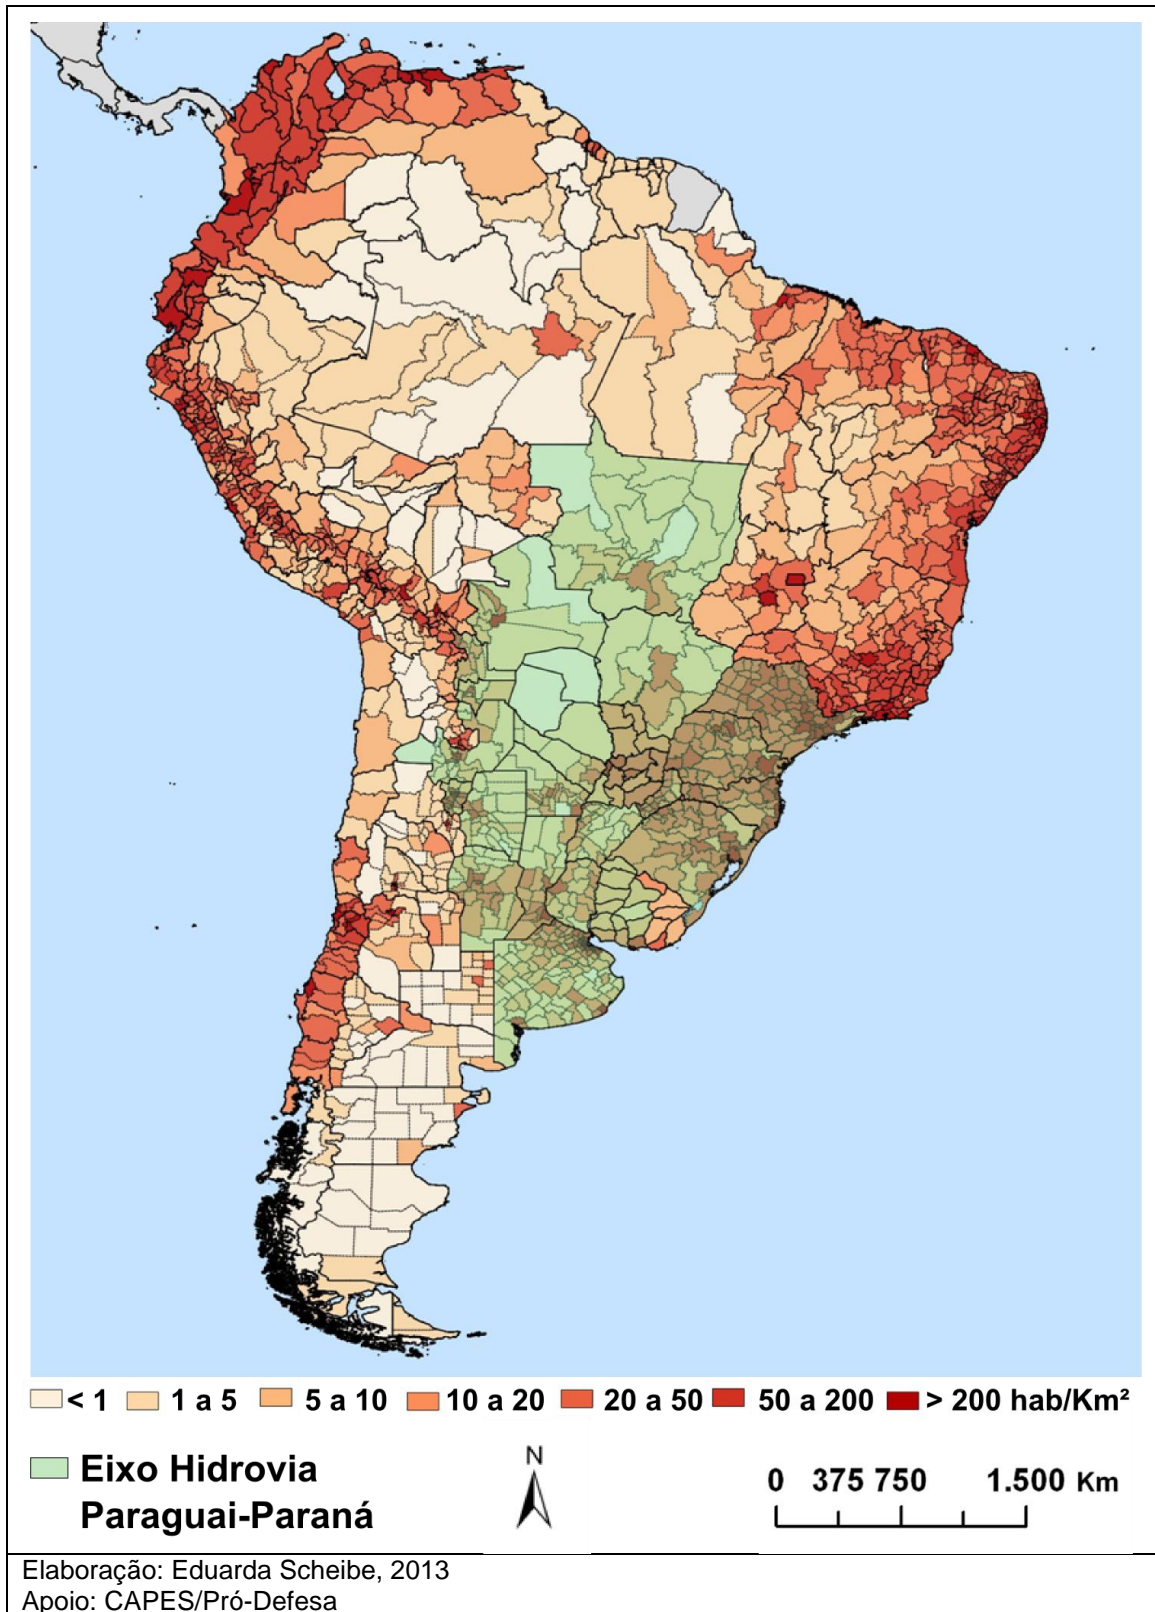 < 1 1 a 5 5 a 10 10 a 20 20 a 50 50 a 200 > 200 hab/Km²
Eixo Hidrovia
Paraguai-Paraná
N
0 375 750 1.500 Km
Elaboração: Eduarda Scheibe, 2013
Apoio: CAPES/Pró-Defesa